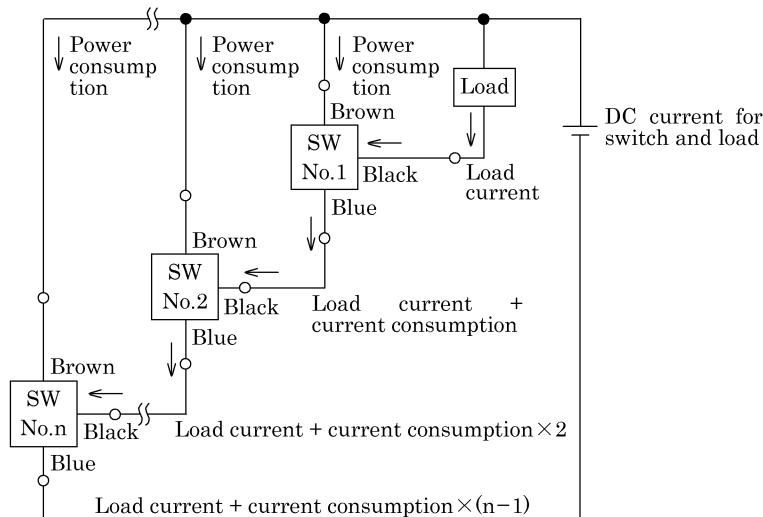 Power
consump
tion
Power
consump
tion
Power
consump
tion
Load
DC current for
switch and load
Brown
SW
No.1
Black
Load
current
Blue
Brown
SW
No.2
Black
Load current +
current consumption
Blue
Brown
SW
No.n
Black
Load current + current consumption×2
Blue
Load current + current consumption×(n−1)